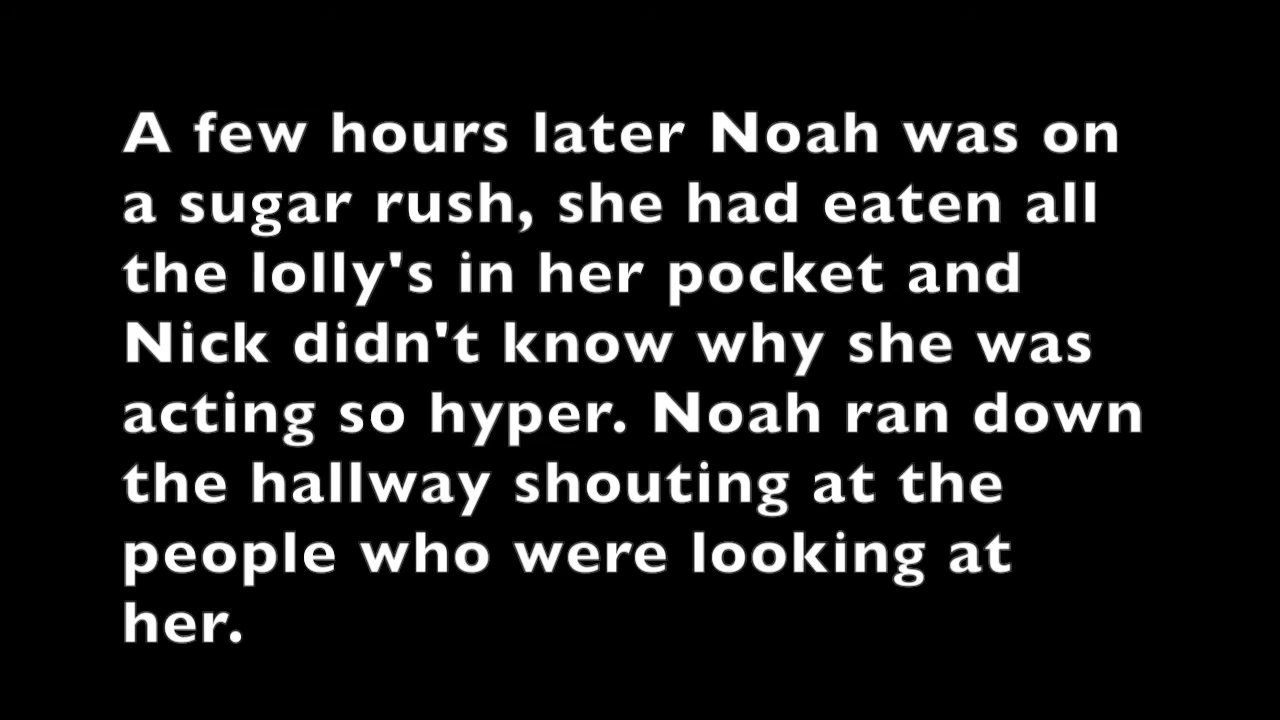 A few hours later Noah was on
a sugar rush, she had eaten all
the lolly's in her pocket and
Nick didn't know why she was
acting so hyper. Noah ran down
the hallway shouting at the
people who were looking at
her.